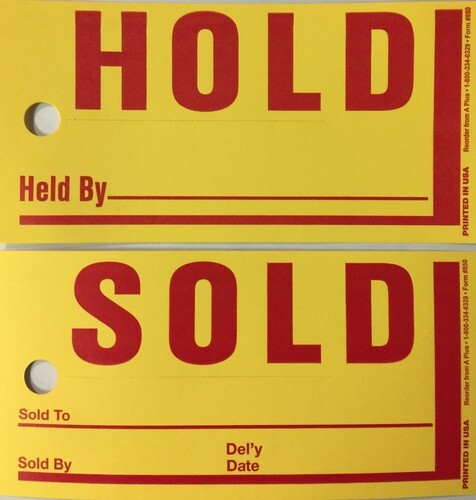 HOLD
Held By
PRINTED IN USA
Reorder from A Plus • 1-800-334-6329 • Form #850
SOLD
Sold To
Sold By
Del'y
Date
PRINTED IN USA
Reorder from A Plus • 1-800-334-6329 • Form #850